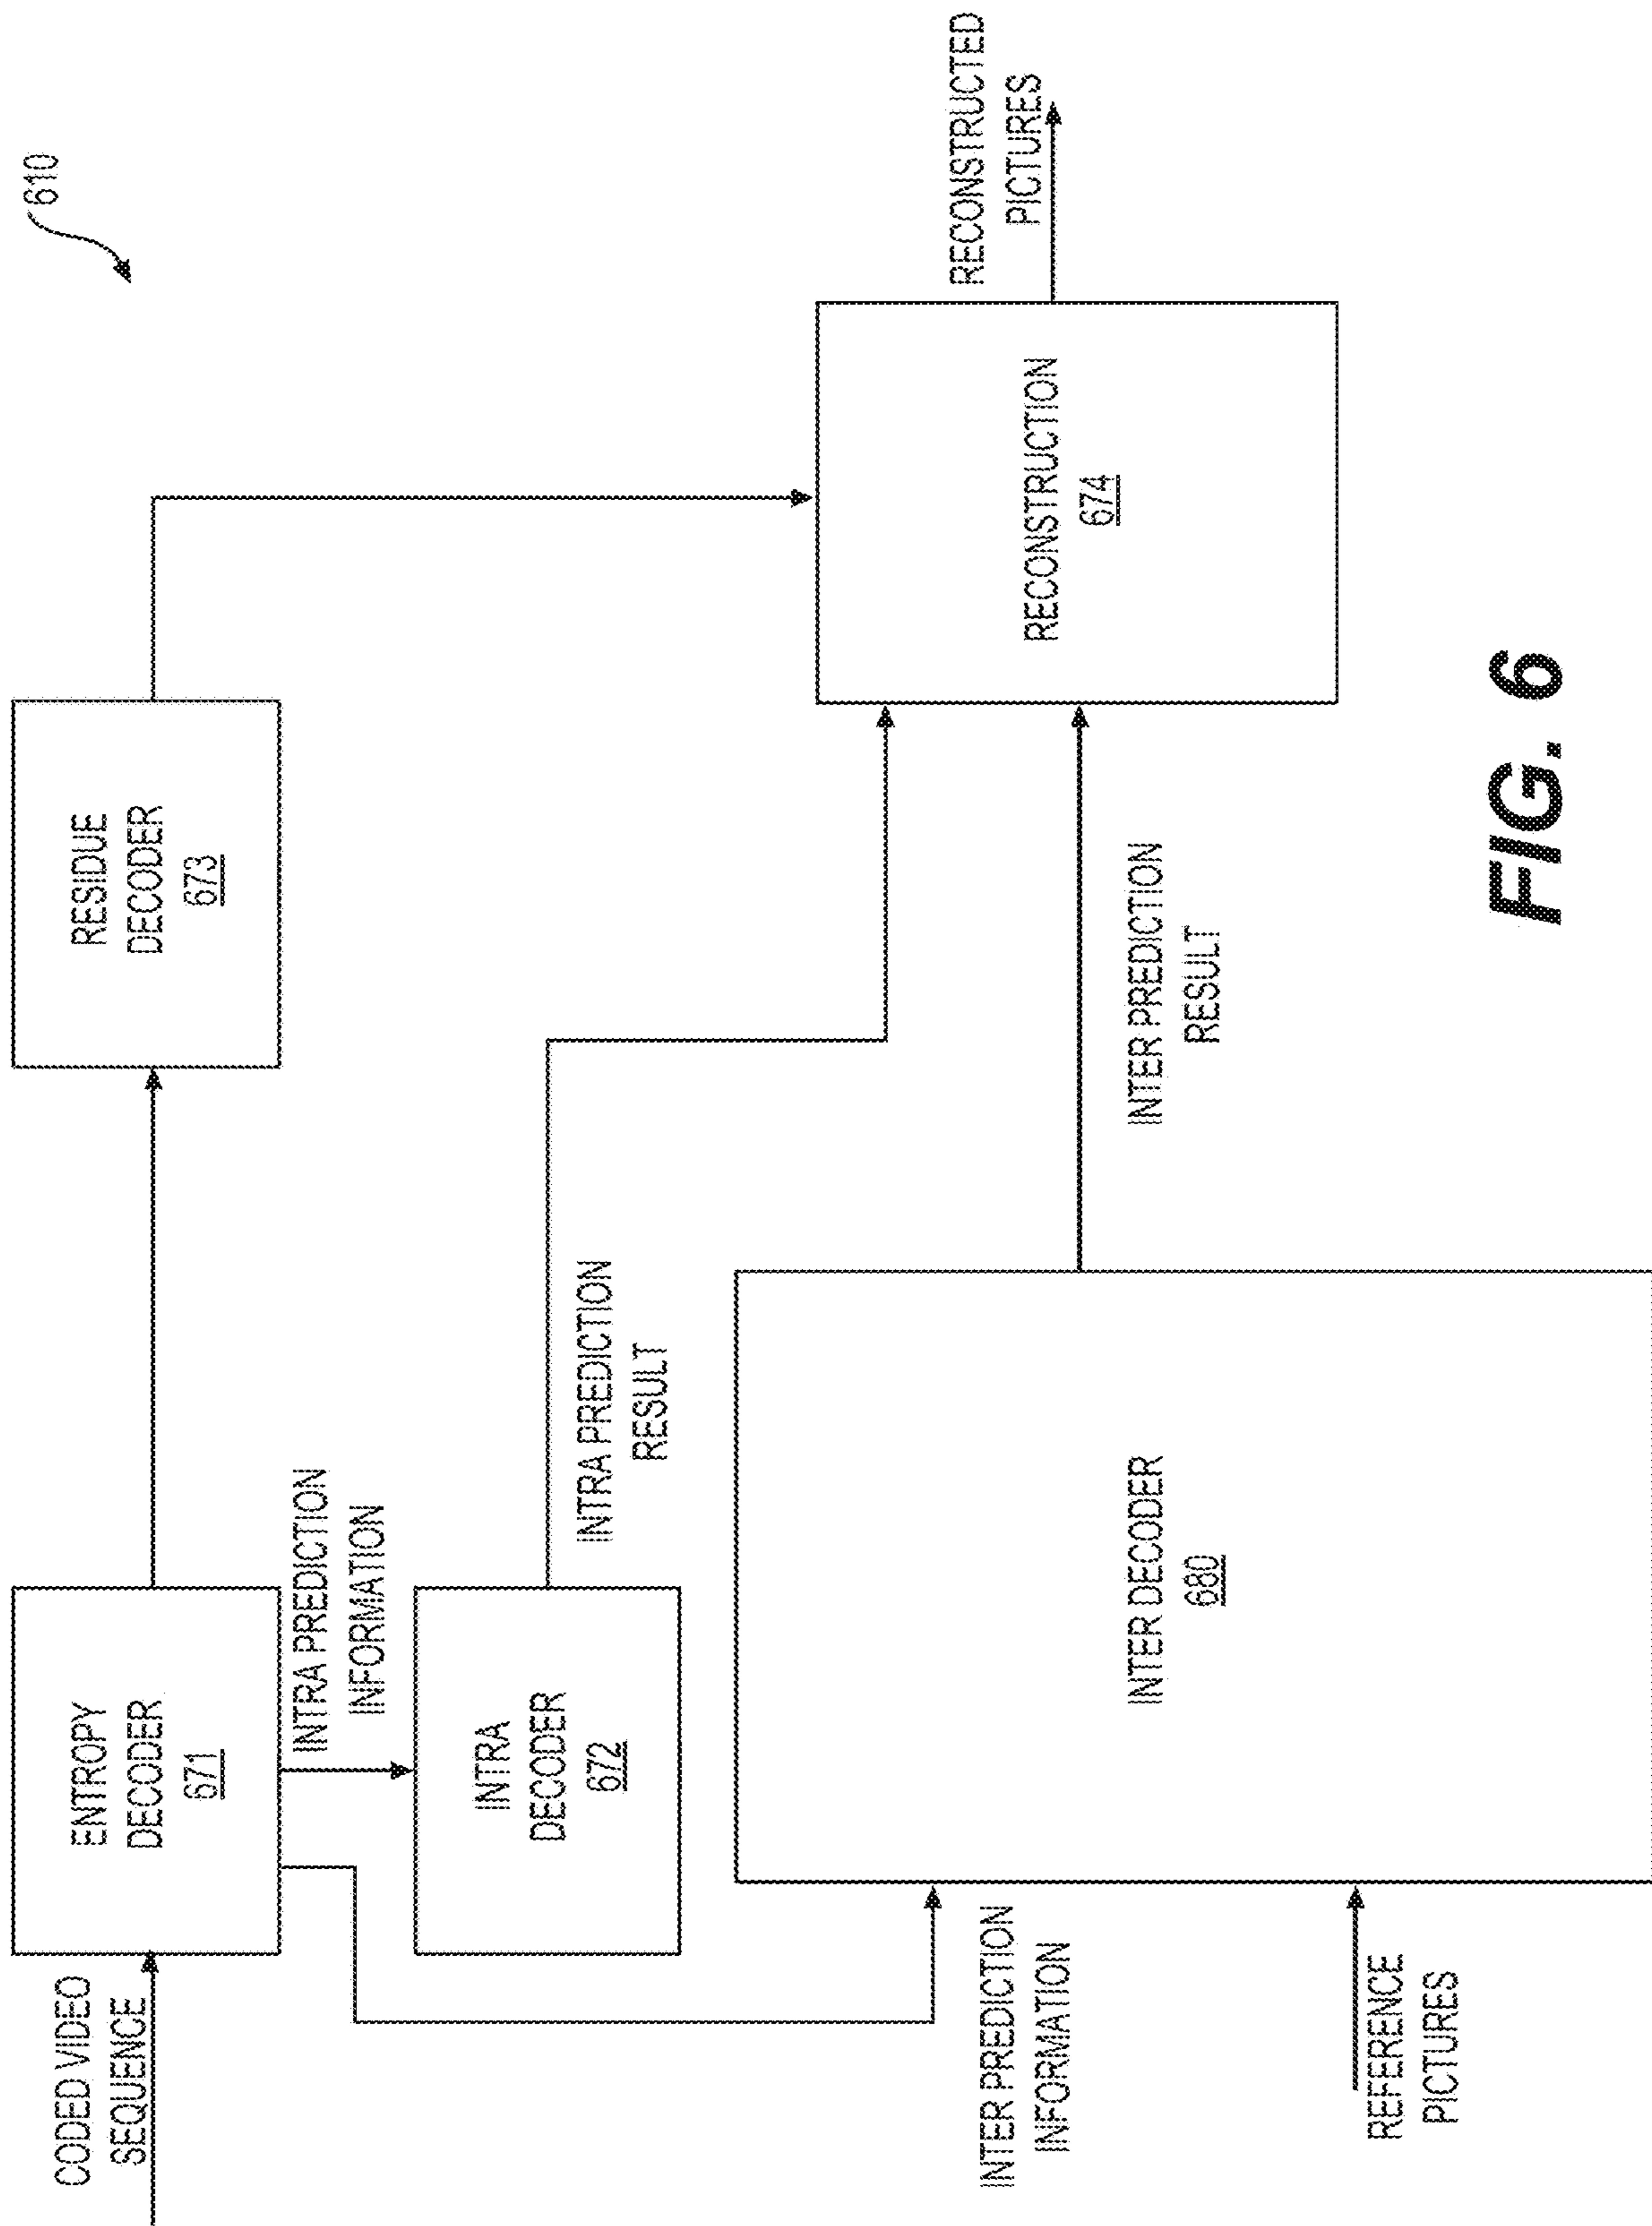 610
CODED VIDEO
SEQUENCE
ENTROPY
DECODER
671
RESIDUE
DECODER
673
INTRA PREDICTION
INFORMATION
INTRA
DECODER
672
INTRA PREDICTION
RESULT
RECONSTRUCTED
PICTURES
RECONSTRUCTION
674
INTER PREDICTION
INFORMATION
INTER DECODER
680
INTER PREDICTION
RESULT
REFERENCE
PICTURES
FIG. 6